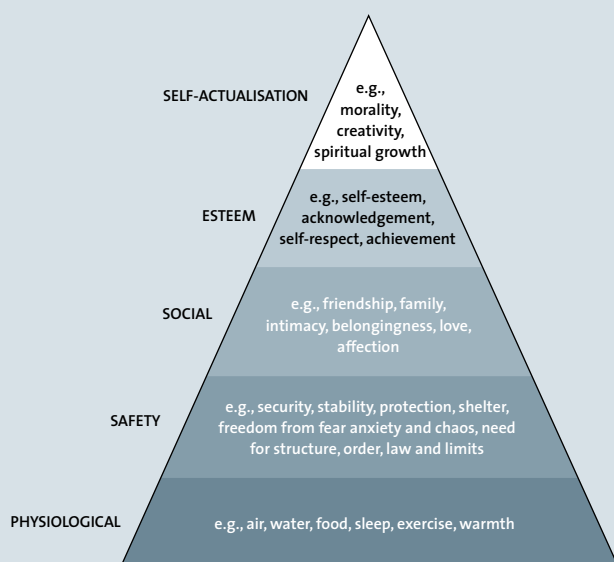 SELF-ACTUALISATION
e.g.,
morality,
creativity,
spiritual growth
ESTEEM
e.g., self-esteem,
acknowledgement,
self-respect, achievement
SOCIAL
e.g., friendship, family,
intimacy, belongingness, love,
affection
SAFETY
e.g., security, stability, protection, shelter,
freedom from fear anxiety and chaos, need
for structure, order, law and limits
PHYSIOLOGICAL
e.g., air, water, food, sleep, exercise, warmth